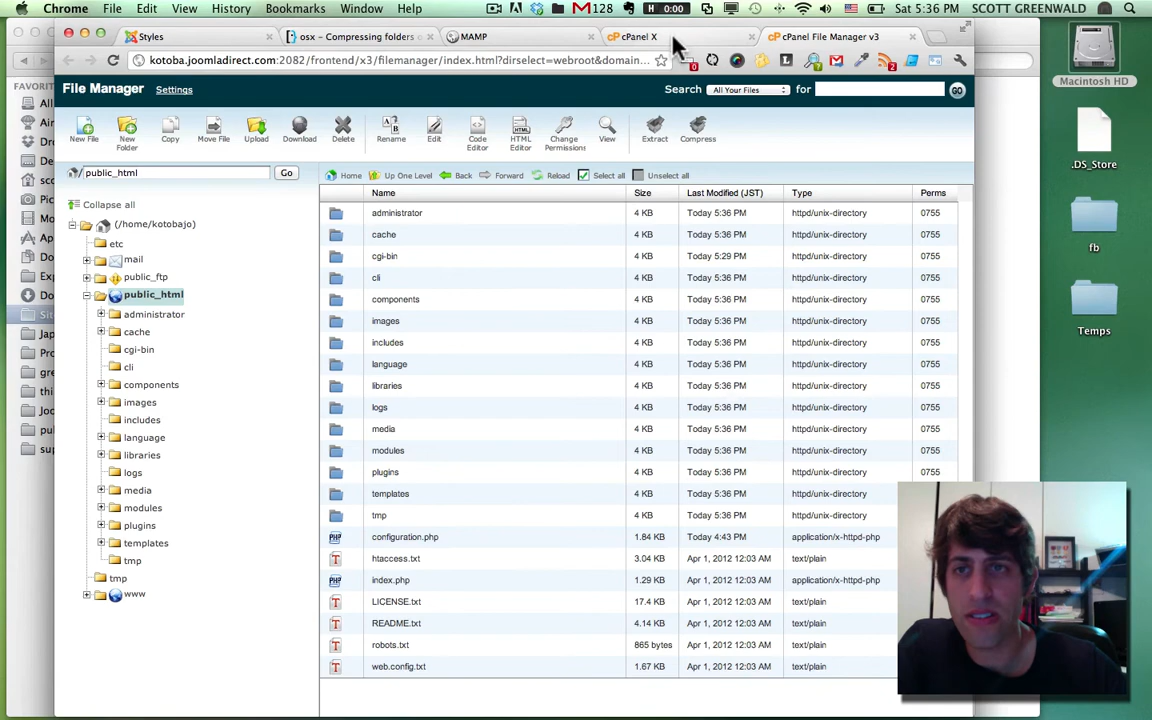 Chrome File Edit View History Bookmarks Window Help 128 H 0:00 Sat 5:36 PM SCOTT GREENWALD
Styles osx - Compressing folders MAMP cPanel X cPanel File Manager v3
kotoba.joomladirect.com:2082/frontend/x3/filemanager/index.html?dirselect=webroot&domain...
File Manager Settings Search All Your Files for GO
New File New Folder Copy Move File Upload Download Delete Rename Edit Code Editor HTML Editor Change Permissions View Extract Compress
/ public_html Go Home Up One Level Back Forward Reload Select all Unselect all
Collapse all
(/home/kotobajo)
etc
mail
public_ftp
public_html
administrator
cache
cgi-bin
cli
components
images
includes
language
libraries
logs
media
modules
plugins
templates
tmp
tmp
www
Name Size Last Modified (JST) Type Perms
administrator 4 KB Today 5:36 PM httpd/unix-directory 0755
cache 4 KB Today 5:36 PM httpd/unix-directory 0755
cgi-bin 4 KB Today 5:29 PM httpd/unix-directory 0755
cli 4 KB Today 5:36 PM httpd/unix-directory 0755
components 4 KB Today 5:36 PM httpd/unix-directory 0755
images 4 KB Today 5:36 PM httpd/unix-directory 0755
includes 4 KB Today 5:36 PM httpd/unix-directory 0755
language 4 KB Today 5:36 PM httpd/unix-directory 0755
libraries 4 KB Today 5:36 PM httpd/unix-directory 0755
logs 4 KB Today 5:36 PM httpd/unix-directory 0755
media 4 KB Today 5:36 PM httpd/unix-directory 0755
modules 4 KB Today 5:36 PM httpd/unix-directory 0755
plugins 4 KB Today 5:36 PM httpd/unix-directory 0755
templates 4 KB Today 5:36 PM httpd/unix-directory
tmp 4 KB Today 5:36 PM httpd/unix-directory
configuration.php 1.84 KB Today 4:43 PM application/x-httpd-php
htaccess.txt 3.04 KB Apr 1, 2012 12:03 AM text/plain
index.php 1.29 KB Apr 1, 2012 12:03 AM application/x-httpd-php
LICENSE.txt 17.4 KB Apr 1, 2012 12:03 AM text/plain
README.txt 4.14 KB Apr 1, 2012 12:03 AM text/plain
robots.txt 865 bytes Apr 1, 2012 12:03 AM text/plain
web.config.txt 1.67 KB Apr 1, 2012 12:03 AM text/plain
Macintosh HD
.DS_Store
fb
Temps